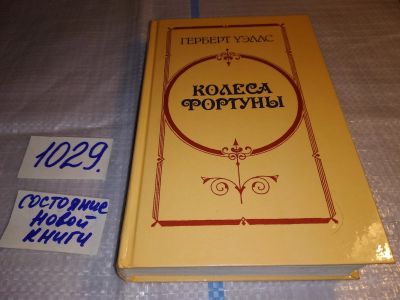 ГЕРБЕРТ УЭЛЛС
КОЛЕСА
ФОРТУНЫ
1029.
СОСТОЯНИЕ
НОВОЙ
КНИГИ